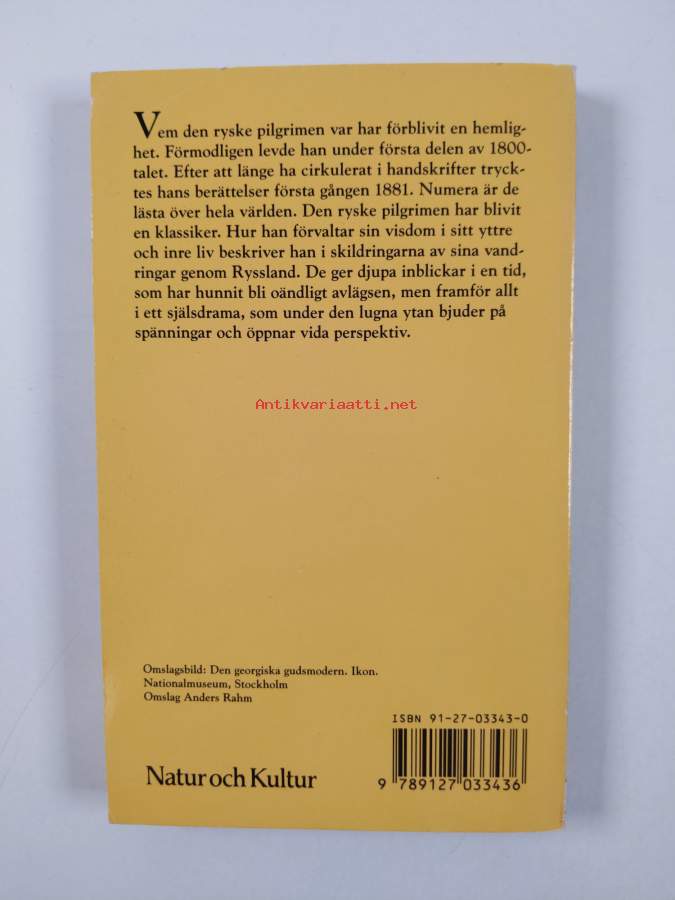 Vem den ryske pilgrimen var har förblivit en hemlig-
het. Förmodligen levde han under första delen av 1800-
talet. Efter att länge ha cirkulerat i handskrifter tryck-
tes hans berättelser första gången 1881. Numera är de
lästa över hela världen. Den ryske pilgrimen har blivit
en klassiker. Hur han förvaltar sin visdom i sitt yttre
och inre liv beskriver han i skildringarna av sina vand-
ringar genom Ryssland. De ger djupa inblickar i en tid,
som har hunnit bli oändligt avlägsen, men framför allt
i ett själsdrama, som under den lugna ytan bjuder på
spänningar och öppnar vida perspektiv.
Antikvariaatti.net
Omslagsbild: Den georgiska gudsmodern. Ikon.
Nationalmuseum, Stockholm
Omslag Anders Rahm
ISBN 91-27-03343-0
Natur och Kultur
9 789127 033436